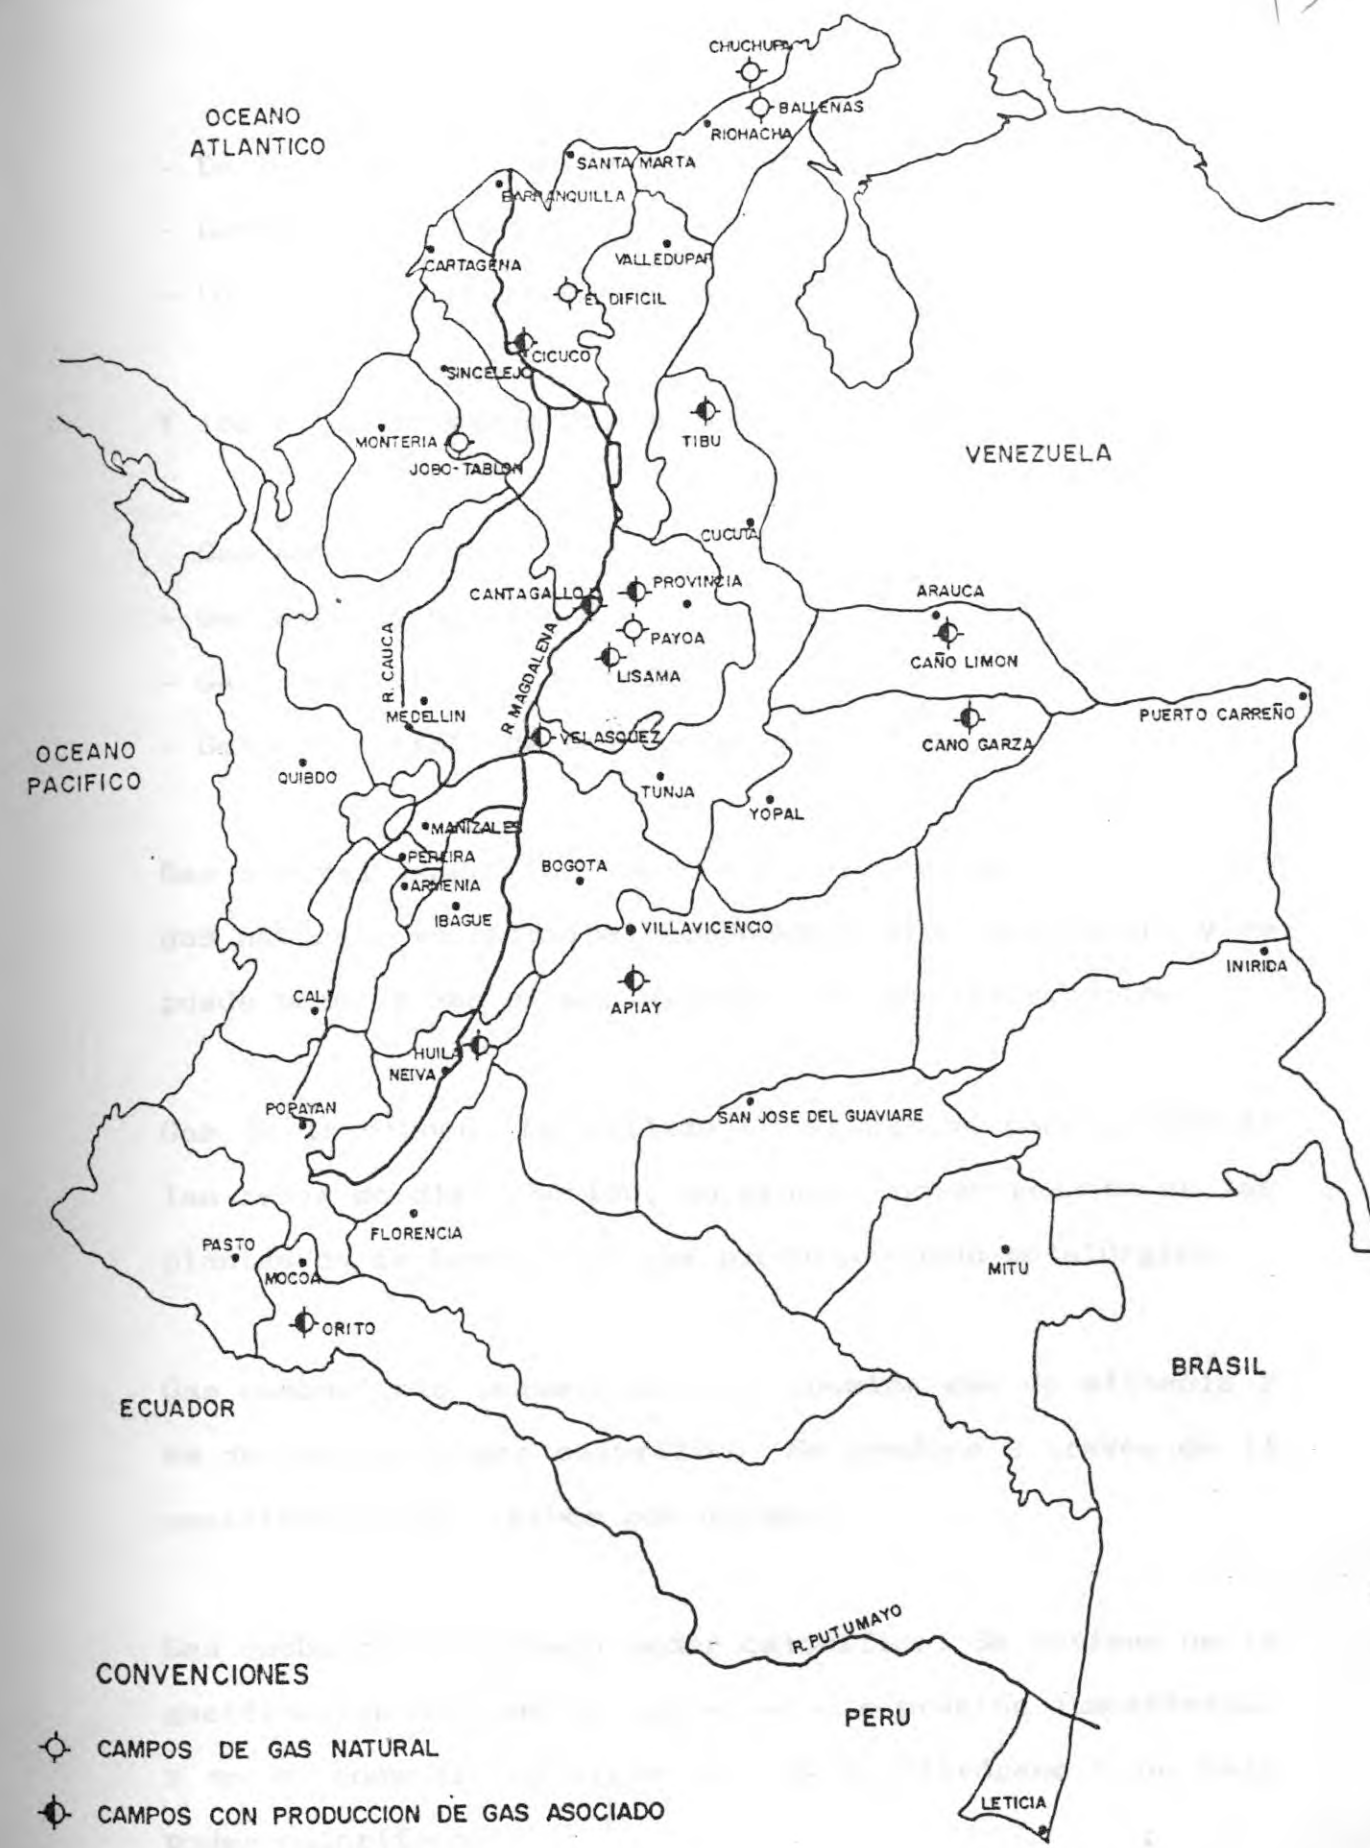 CHUCHUPA
BALLENAS
RIOHACHA
OCEANO
ATLANTICO
SANTA MARTA
BARRANQUILLA
CARTAGENA
VALLEDUPAR
EL DIFICIL
CICUCO
SINCELEJO
MONTERIA
JOBO-TABLON
TIBU
VENEZUELA
CUCUTA
CANTAGALLO
PROVINCIA
PAYOA
LISAMA
ARAUCA
CAÑO LIMON
R. CAUCA
R. MAGDALENA
MEDELLIN
VELASQUEZ
CANO GARZA
PUERTO CARREÑO
OCEANO
PACIFICO
QUIBDO
TUNJA
YOPAL
MANIZALES
PEREIRA
ARMENIA
IBAGUE
BOGOTA
VILLAVICENCIO
INIRIDA
CALI
APIAY
HUILA
NEIVA
POPAYAN
SAN JOSE DEL GUAVIARE
FLORENCIA
PASTO
MOCOA
MITU
ORITO
BRASIL
ECUADOR
R. PUTUMAYO
CONVENCIONES
PERU
CAMPOS DE GAS NATURAL
LETICIA
CAMPOS CON PRODUCCION DE GAS ASOCIADO